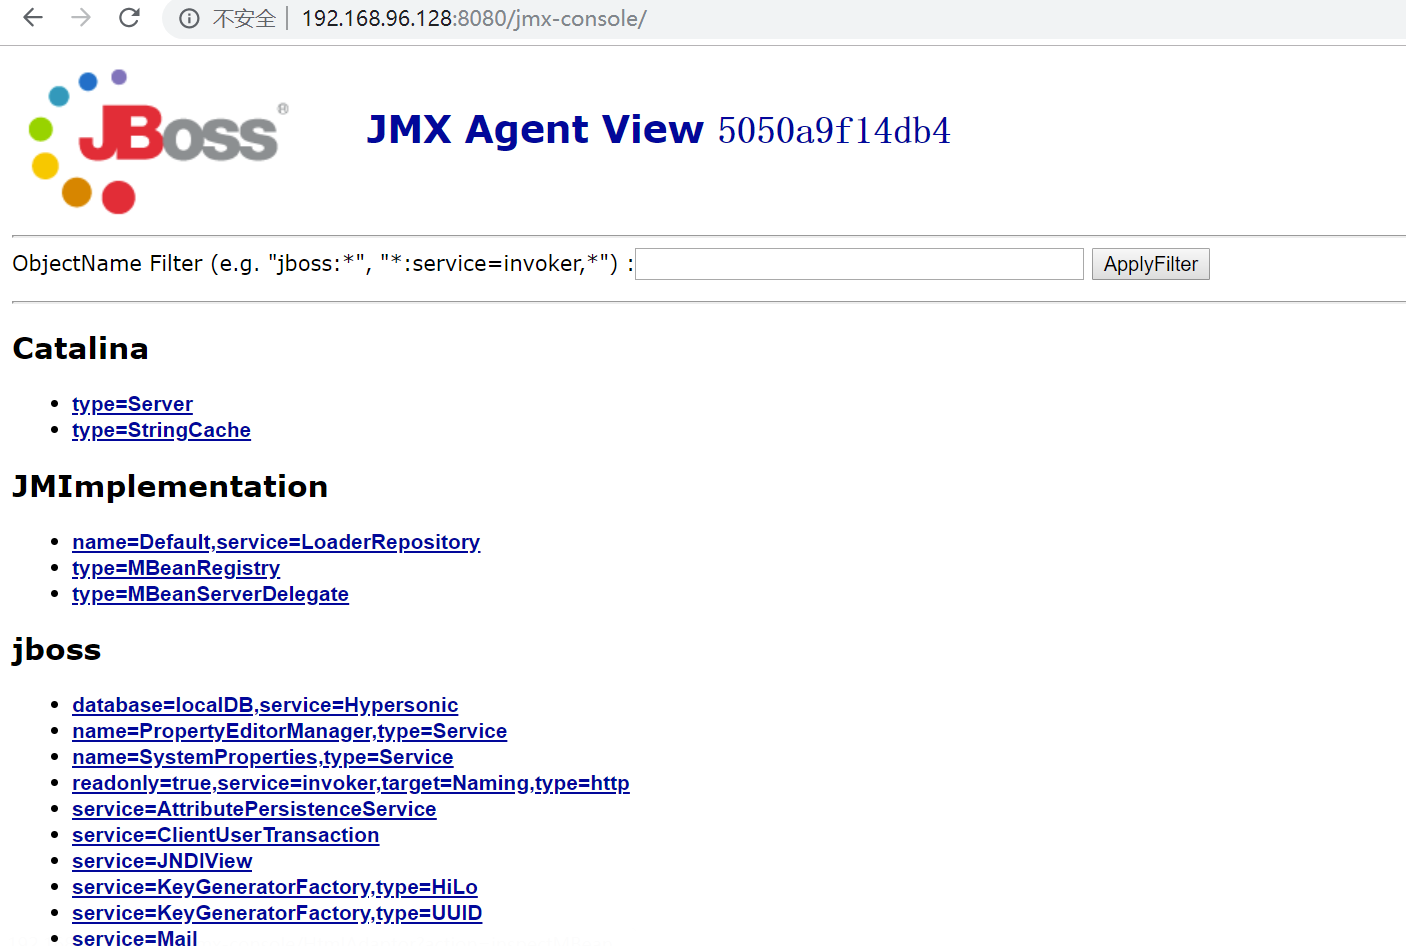 不安全 192.168.96.128:8080/jmx-console/
JBoss®
JMX Agent View 5050a9f14db4
ObjectName Filter (e.g. "jboss:*", "*:service=invoker,*") : ApplyFilter
Catalina
type=Server
type=StringCache
JMImplementation
name=Default,service=LoaderRepository
type=MBeanRegistry
type=MBeanServerDelegate
jboss
database=localDB,service=Hypersonic
name=PropertyEditorManager,type=Service
name=SystemProperties,type=Service
readonly=true,service=invoker,target=Naming,type=http
service=AttributePersistenceService
service=ClientUserTransaction
service=JNDIView
service=KeyGeneratorFactory,type=HiLo
service=KeyGeneratorFactory,type=UUID
service=Mail